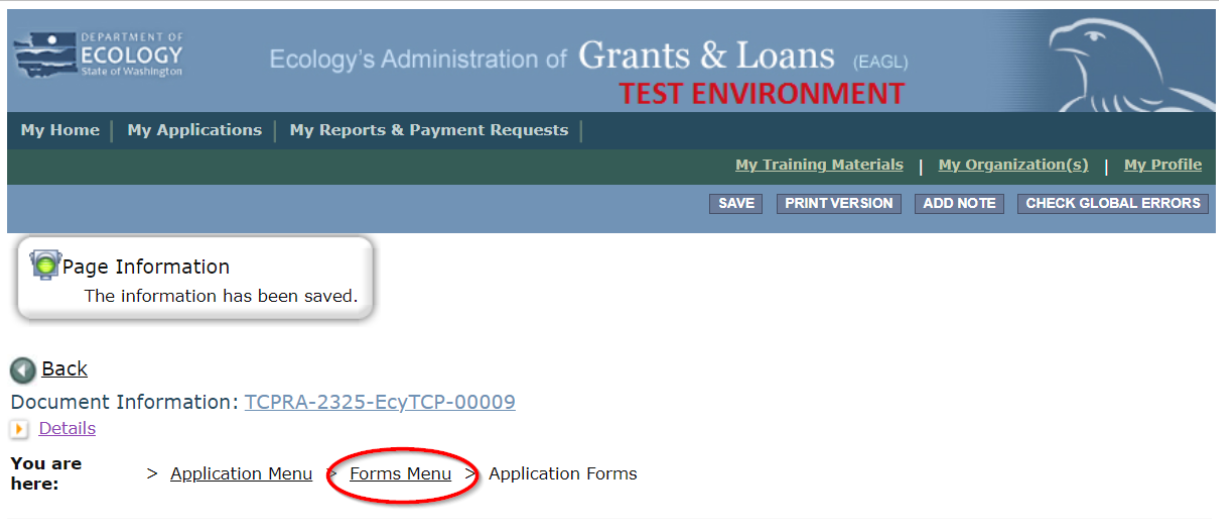 DEPARTMENT OF
ECOLOGY
State of Washington
Ecology's Administration of Grants & Loans (EAGL)
TEST ENVIRONMENT
My Home | My Applications | My Reports & Payment Requests |
My Training Materials | My Organization(s) | My Profile
SAVE PRINT VERSION ADD NOTE CHECK GLOBAL ERRORS
Page Information
The information has been saved.
Back
Document Information: TCPRA-2325-EcyTCP-00009
Details
You are here: > Application Menu > Forms Menu > Application Forms